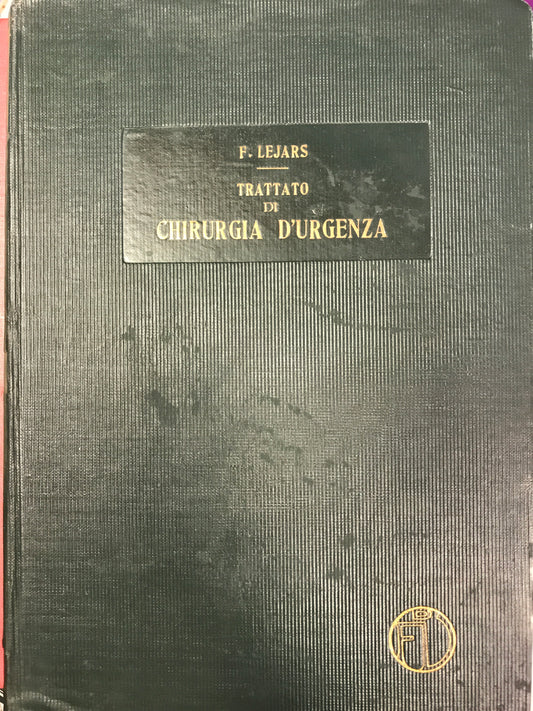 F. LEJARS
TRATTATO
DI
CHIRURGIA D'URGENZA